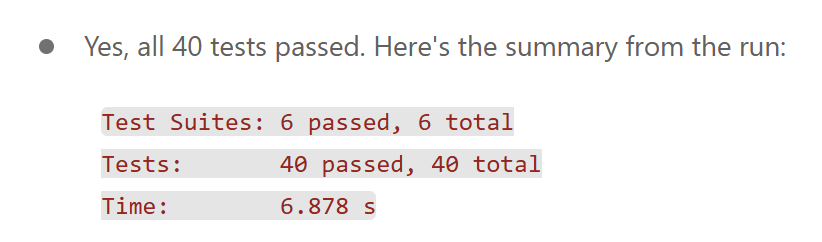 Yes, all 40 tests passed. Here's the summary from the run:
Test Suites: 6 passed, 6 total
Tests:       40 passed, 40 total
Time:        6.878 s